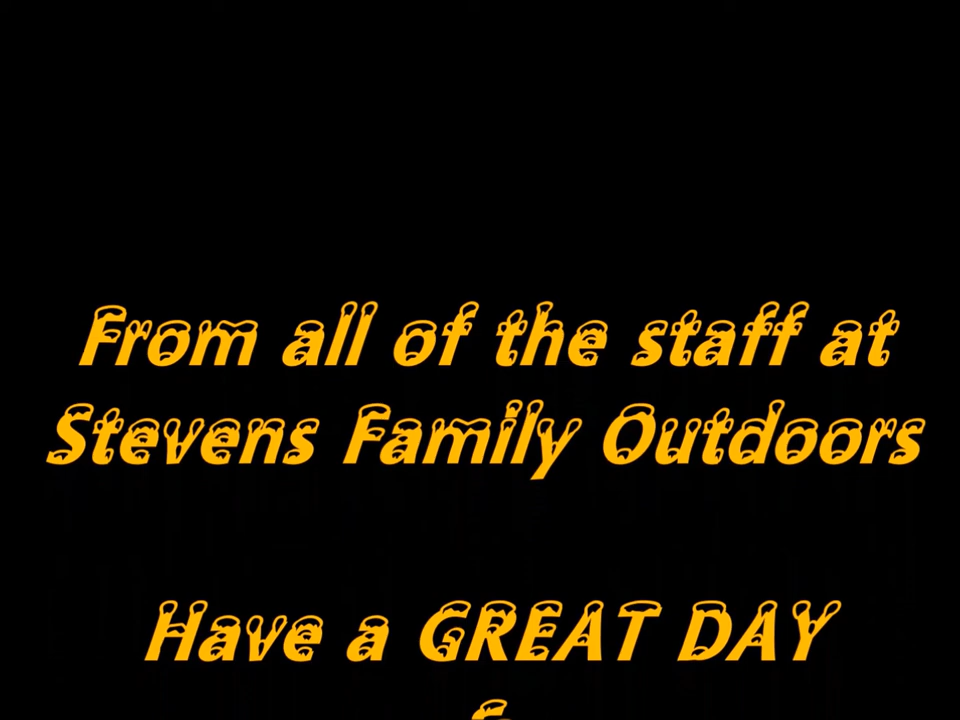 From all of the staff at
Stevens Family Outdoors
Have a GREAT DAY